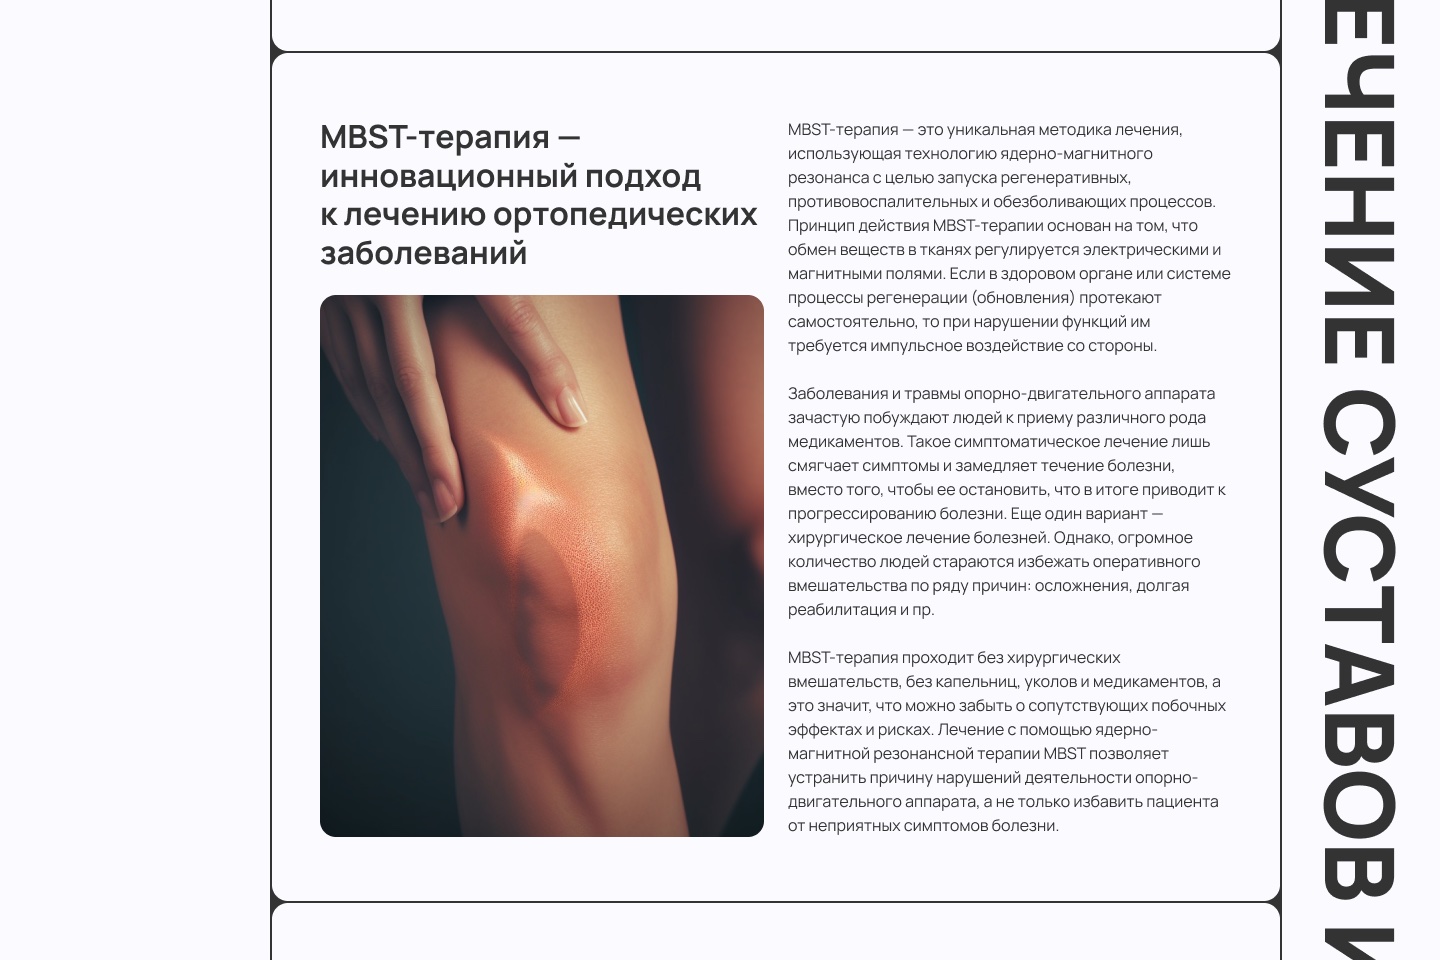 MBST-терапия —
инновационный подход
к лечению ортопедических
заболеваний
MBST-терапия — это уникальная методика лечения,
использующая технологию ядерно-магнитного
резонанса с целью запуска регенеративных,
противовоспалительных и обезболивающих процессов.
Принцип действия MBST-терапии основан на том, что
обмен веществ в тканях регулируется электрическими и
магнитными полями. Если в здоровом органе или системе
процессы регенерации (обновления) протекают
самостоятельно, то при нарушении функций им
требуется импульсное воздействие со стороны.
Заболевания и травмы опорно-двигательного аппарата
зачастую побуждают людей к приему различного рода
медикаментов. Такое симптоматическое лечение лишь
смягчает симптомы и замедляет течение болезни,
вместо того, чтобы ее остановить, что в итоге приводит к
прогрессированию болезни. Еще один вариант —
хирургическое лечение болезней. Однако, огромное
количество людей стараются избежать оперативного
вмешательства по ряду причин: осложнения, долгая
реабилитация и пр.
MBST-терапия проходит без хирургических
вмешательств, без капельниц, уколов и медикаментов, а
это значит, что можно забыть о сопутствующих побочных
эффектах и рисках. Лечение с помощью ядерно-
магнитной резонансной терапии MBST позволяет
устранить причину нарушений деятельности опорно-
двигательного аппарата, а не только избавить пациента
от неприятных симптомов болезни.
ЕЧЕНИЕ СУСТАВОВ И